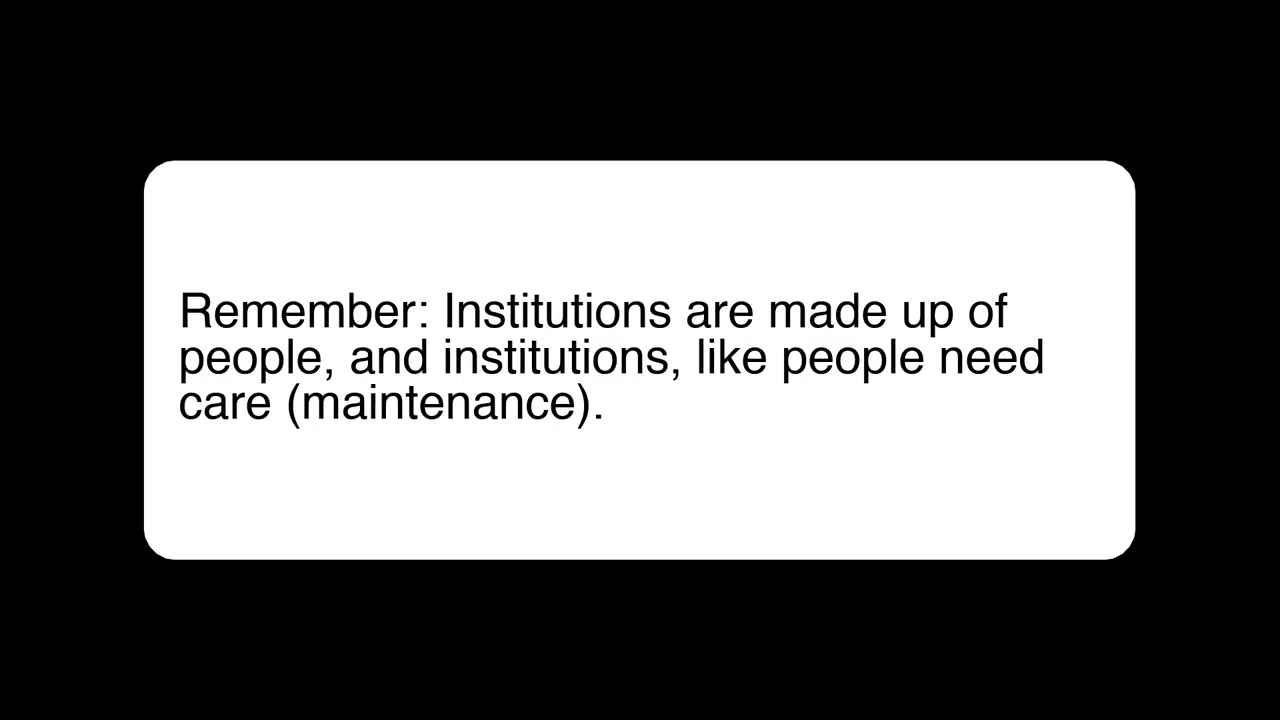 Remember: Institutions are made up of
people, and institutions, like people need
care (maintenance).